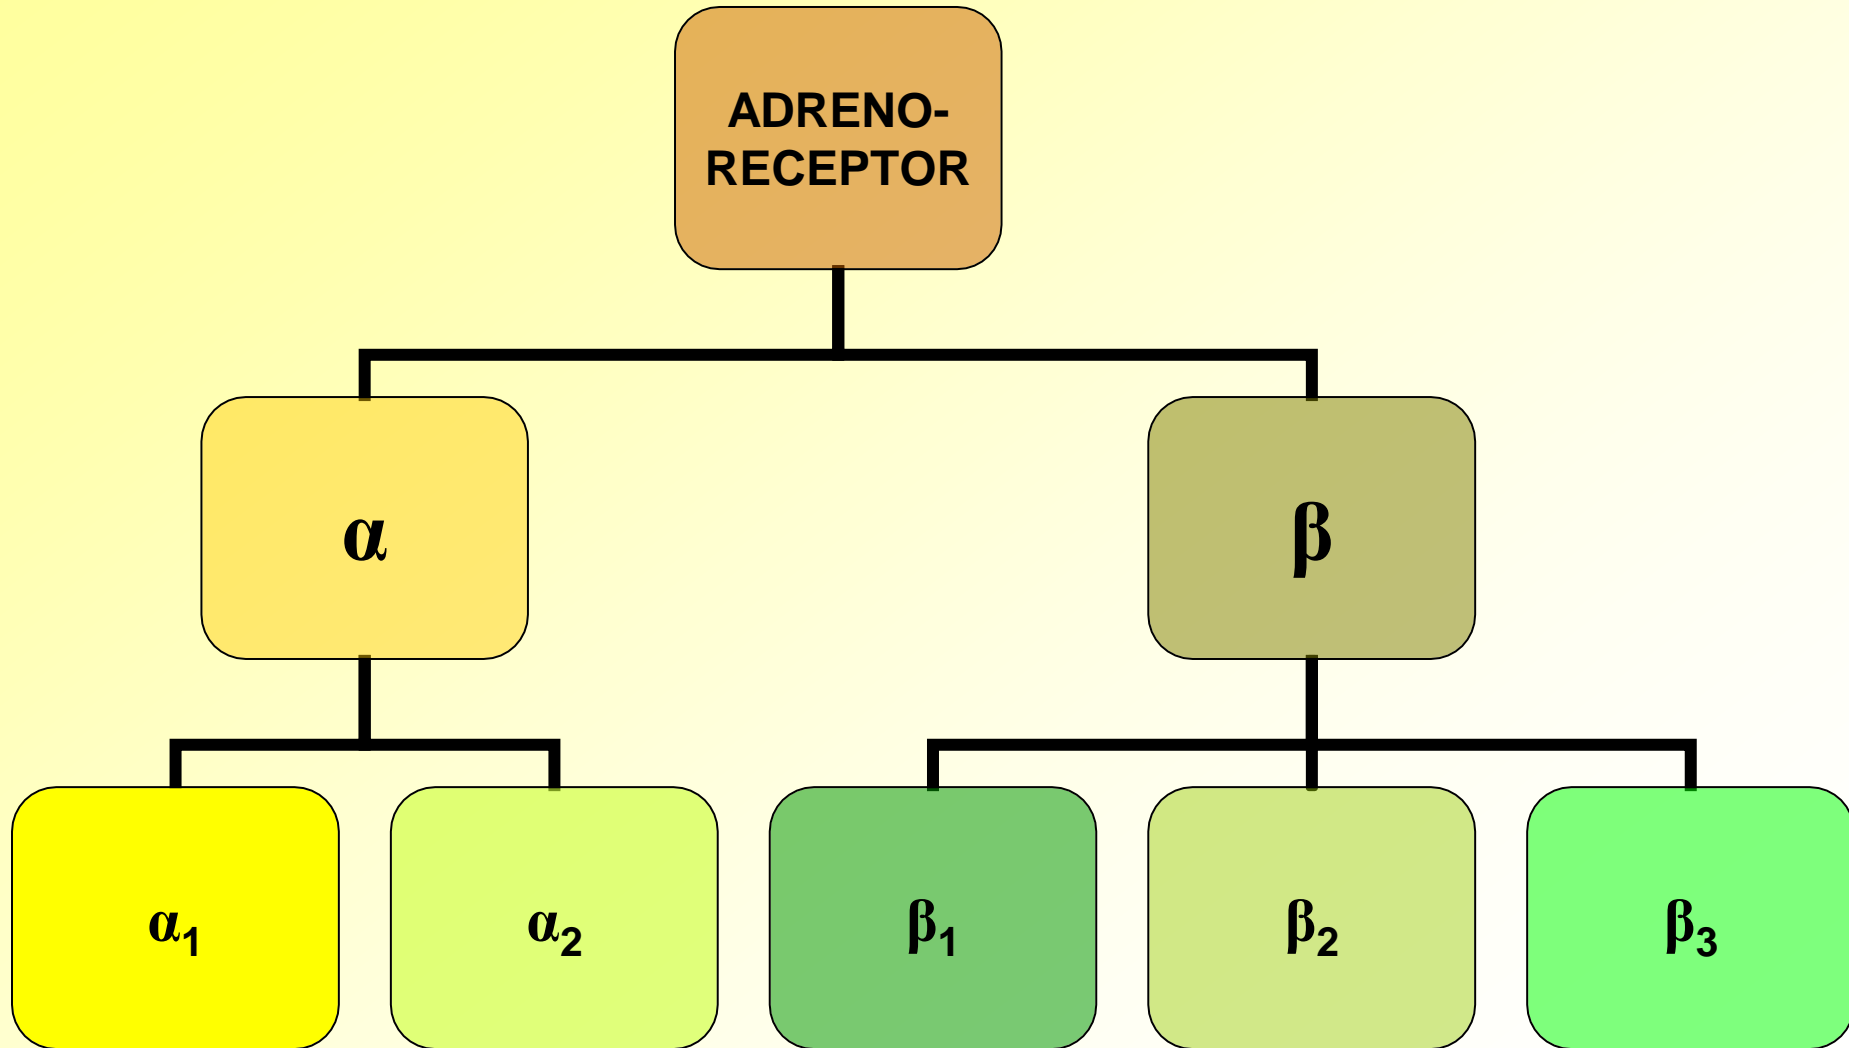 ADRENO-
RECEPTOR
α
β
α₁
α₂
β₁
β₂
β₃